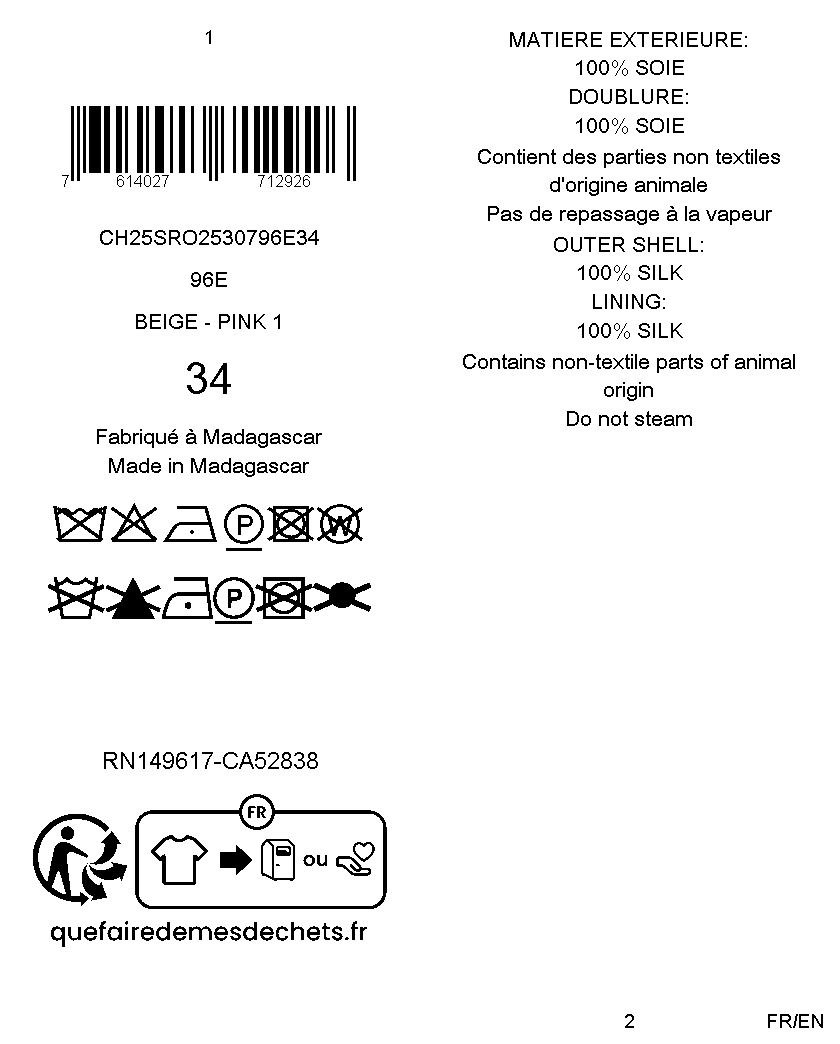 1
7 614027 712926
CH25SRO2530796E34
96E
BEIGE - PINK 1
34
Fabriqué à Madagascar
Made in Madagascar
P W
P
RN149617-CA52838
FR
ou
quefairedemesdechets.fr
MATIERE EXTERIEURE:
100% SOIE
DOUBLURE:
100% SOIE
Contient des parties non textiles
d'origine animale
Pas de repassage à la vapeur
OUTER SHELL:
100% SILK
LINING:
100% SILK
Contains non-textile parts of animal
origin
Do not steam
2
FR/EN